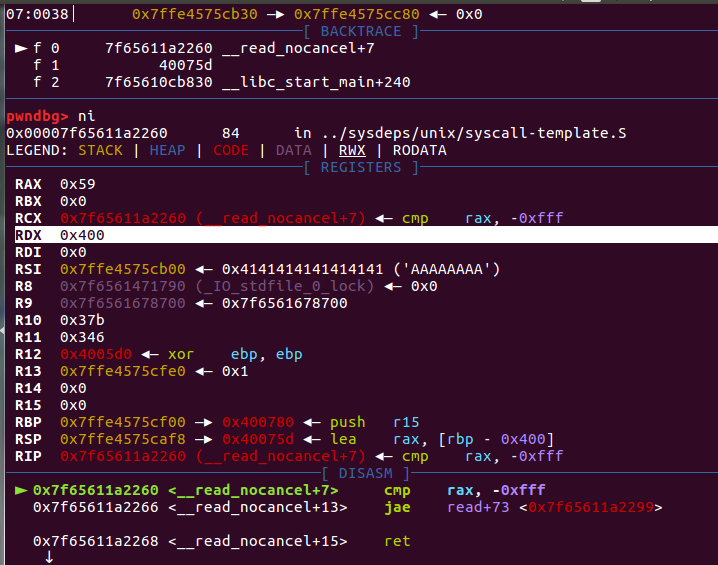 07:0038│ 0x7ffe4575cb30 —▸ 0x7ffe4575cc80 ◂— 0x0
[ BACKTRACE ]
► f 0 7f65611a2260 __read_nocancel+7
f 1 40075d
f 2 7f65610cb830 __libc_start_main+240
pwndbg> ni
0x00007f65611a2260 84 in ../sysdeps/unix/syscall-template.S
LEGEND: STACK | HEAP | CODE | DATA | RWX | RODATA
[ REGISTERS ]
RAX 0x59
RBX 0x0
RCX 0x7f65611a2260 (__read_nocancel+7) ◂— cmp rax, -0xfff
RDX 0x400
RDI 0x0
RSI 0x7ffe4575cb00 ◂— 0x4141414141414141 ('AAAAAAAA')
R8 0x7f6561471790 (_IO_stdfile_0_lock) ◂— 0x0
R9 0x7f6561678700 ◂— 0x7f6561678700
R10 0x37b
R11 0x346
R12 0x4005d0 ◂— xor ebp, ebp
R13 0x7ffe4575cfe0 ◂— 0x1
R14 0x0
R15 0x0
RBP 0x7ffe4575cf00 —▸ 0x400780 ◂— push r15
RSP 0x7ffe4575caf8 —▸ 0x40075d ◂— lea rax, [rbp - 0x400]
RIP 0x7f65611a2260 (__read_nocancel+7) ◂— cmp rax, -0xfff
[ DISASM ]
► 0x7f65611a2260 <__read_nocancel+7> cmp rax, -0xfff
0x7f65611a2266 <__read_nocancel+13> jae read+73 <0x7f65611a2299>
0x7f65611a2268 <__read_nocancel+15> ret
↓